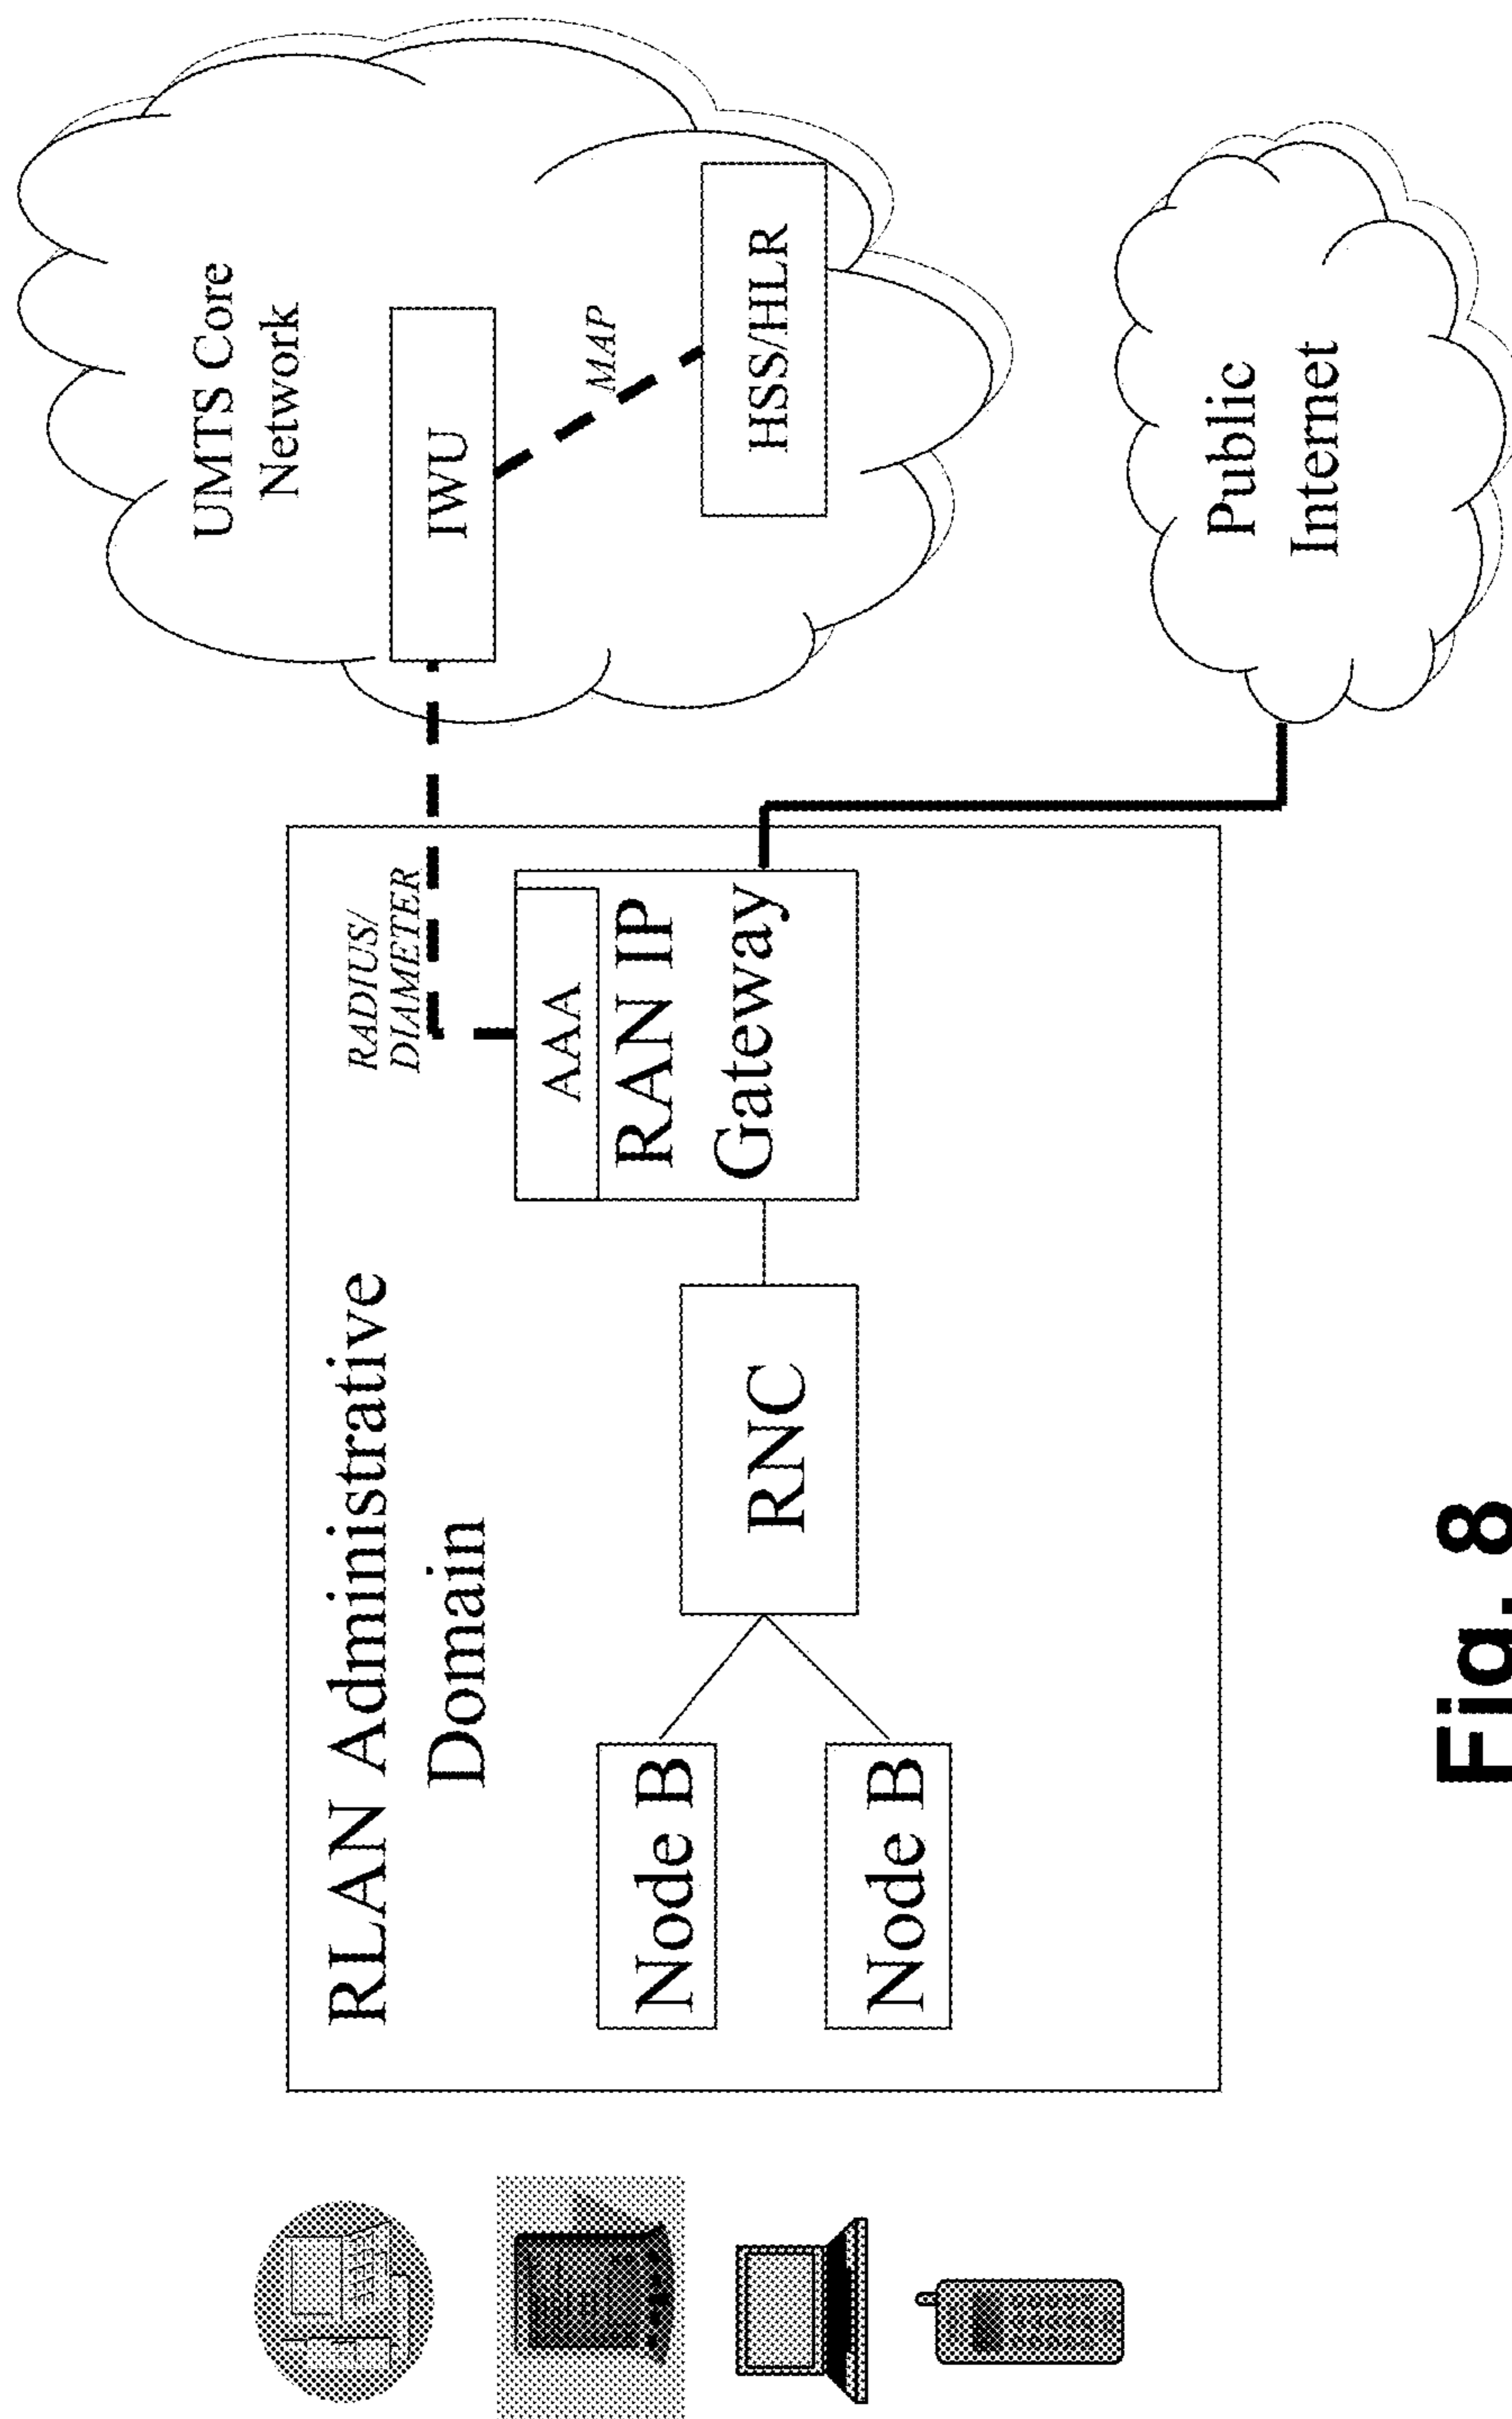 RLAN Administrative
Domain
Node B
Node B
RNC
AAA
RAN IP
Gateway
RADIUS/
DIAMETER
UMTS Core
Network
IWU
MAP
HSS/HLR
Public
Internet
Fig. 8